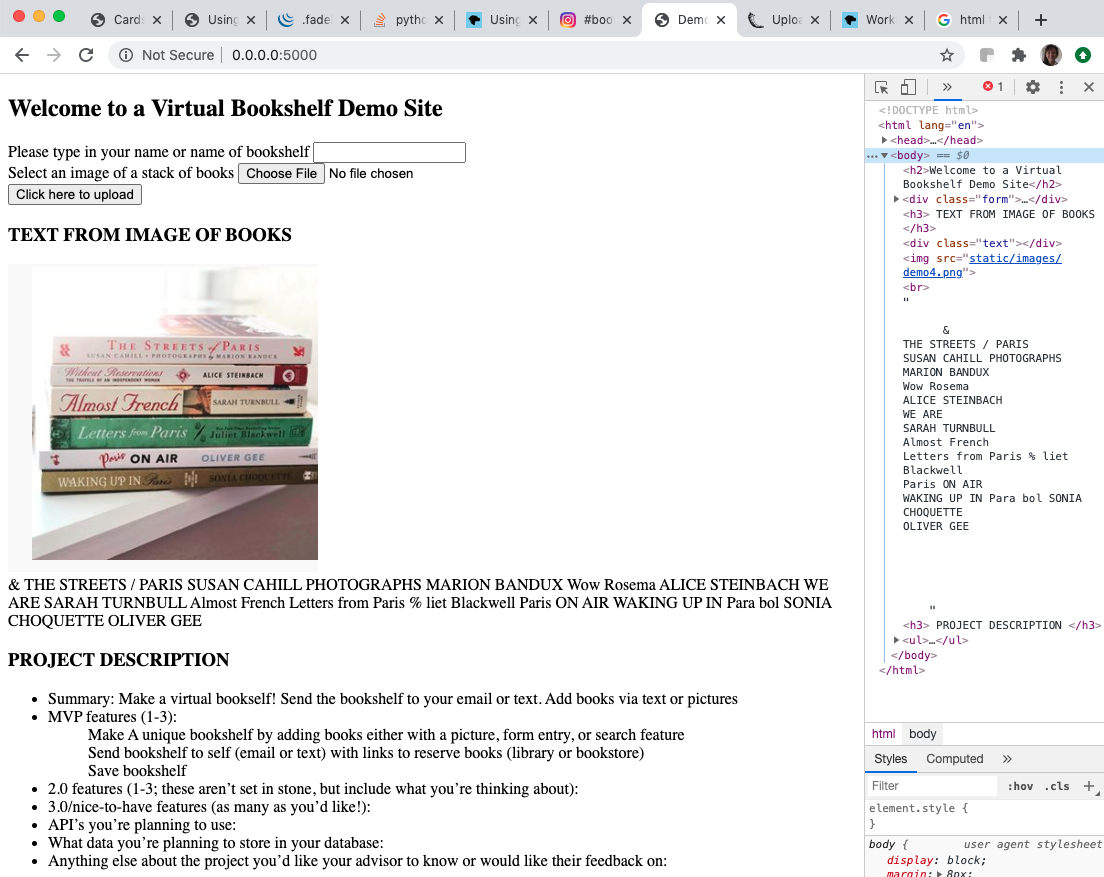 Cards
Using
.fadeI
pytho
Using
#boo
Demo
Uploa
Work
html
Not Secure
0.0.0.0:5000
Welcome to a Virtual Bookshelf Demo Site
Please type in your name or name of bookshelf
Select an image of a stack of books Choose File No file chosen
Click here to upload
TEXT FROM IMAGE OF BOOKS
THE STREETS of PARIS
SUSAN CAHILL • PHOTOGRAPHS by MARION RANOUX
Without Reservations
THE TRAVELS OF AN INDEPENDENT WOMAN
ALICE STEINBACH
Almost French
SARAH TURNBULL
Letters from Paris
Juliet Blackwell
Paris ON AIR OLIVER GEE
WAKING UP IN Paris SONIA CHOQUETTE
& THE STREETS / PARIS SUSAN CAHILL PHOTOGRAPHS MARION BANDUX Wow Rosema ALICE STEINBACH WE
ARE SARAH TURNBULL Almost French Letters from Paris % liet Blackwell Paris ON AIR WAKING UP IN Para bol SONIA
CHOQUETTE OLIVER GEE
PROJECT DESCRIPTION
• Summary: Make a virtual bookself! Send the bookshelf to your email or text. Add books via text or pictures
• MVP features (1-3):
Make A unique bookshelf by adding books either with a picture, form entry, or search feature
Send bookshelf to self (email or text) with links to reserve books (library or bookstore)
Save bookshelf
• 2.0 features (1-3; these aren’t set in stone, but include what you’re thinking about):
• 3.0/nice-to-have features (as many as you’d like!):
• API’s you’re planning to use:
• What data you’re planning to store in your database:
• Anything else about the project you’d like your advisor to know or would like their feedback on:
1
<!DOCTYPE html>
<html lang="en">
<head>…</head>
<body> == $0
<h2>Welcome to a Virtual
Bookshelf Demo Site</h2>
<div class="form">…</div>
<h3> TEXT FROM IMAGE OF BOOKS
</h3>
<div class="text"></div>
<img src="static/images/
demo4.png">
<br>
"
&
THE STREETS / PARIS
SUSAN CAHILL PHOTOGRAPHS
MARION BANDUX
Wow Rosema
ALICE STEINBACH
WE ARE
SARAH TURNBULL
Almost French
Letters from Paris % liet
Blackwell
Paris ON AIR
WAKING UP IN Para bol SONIA
CHOQUETTE
OLIVER GEE
"
<h3> PROJECT DESCRIPTION </h3>
<ul>…</ul>
</body>
</html>
html body
Styles Computed
Filter :hov .cls
element.style {
}
body { user agent stylesheet
display: block;
margin: 8px;